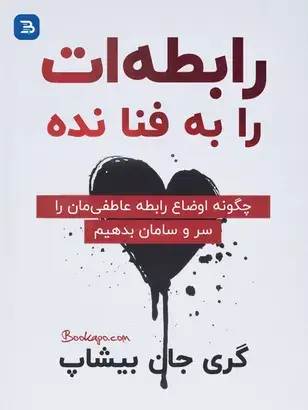 رابطه‌ات
را به فنا نده
چگونه اوضاع رابطه عاطفی‌مان را
سر و سامان بدهیم
Bookapo.com
گری جان بیشاپ